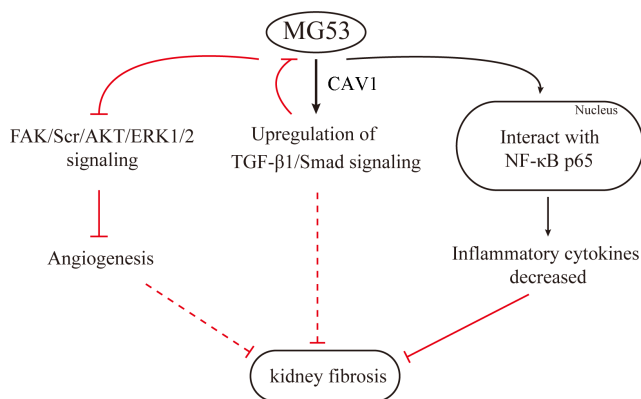 MG53
CAV1
FAK/Scr/AKT/ERK1/2
signaling
Upregulation of
TGF-β1/Smad signaling
Nucleus
Interact with
NF-κB p65
Angiogenesis
Inflammatory cytokines
decreased
kidney fibrosis